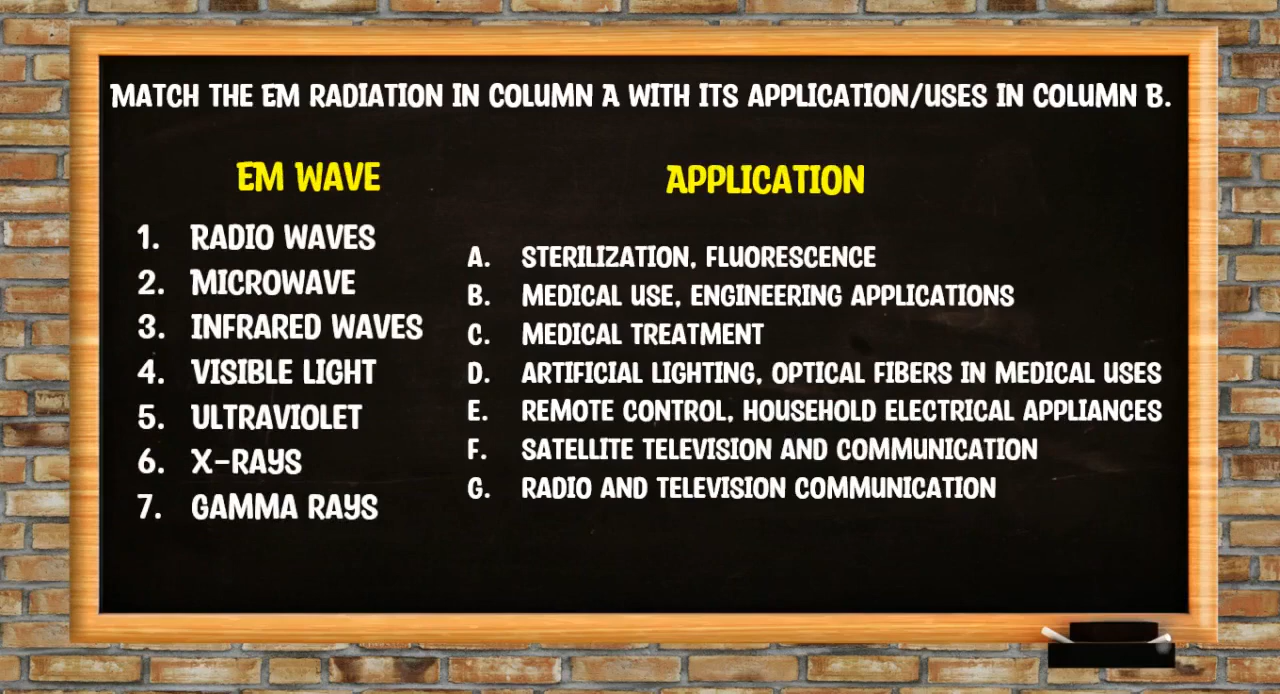 MATCH THE EM RADIATION IN COLUMN A WITH ITS APPLICATION/USES IN COLUMN B.
EM WAVE
1. RADIO WAVES
2. MICROWAVE
3. INFRARED WAVES
4. VISIBLE LIGHT
5. ULTRAVIOLET
6. X-RAYS
7. GAMMA RAYS
APPLICATION
A. STERILIZATION, FLUORESCENCE
B. MEDICAL USE, ENGINEERING APPLICATIONS
C. MEDICAL TREATMENT
D. ARTIFICIAL LIGHTING, OPTICAL FIBERS IN MEDICAL USES
E. REMOTE CONTROL, HOUSEHOLD ELECTRICAL APPLIANCES
F. SATELLITE TELEVISION AND COMMUNICATION
G. RADIO AND TELEVISION COMMUNICATION